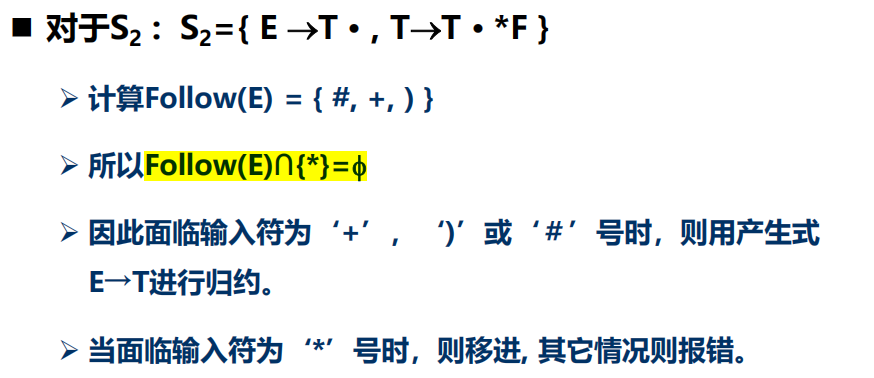 ■ 对于S₂：S₂={ E →T·, T→T·*F }
➢ 计算Follow(E) = { #, +, ) }
➢ 所以Follow(E)∩{*}=ϕ
➢ 因此面临输入符为‘+’，‘)’或‘#’号时，则用产生式
E→T进行归约。
➢ 当面临输入符为‘*’号时，则移进, 其它情况则报错。